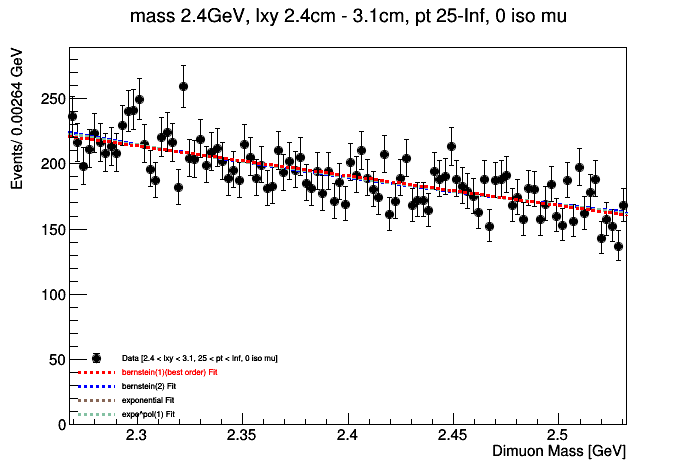 mass 2.4GeV, lxy 2.4cm - 3.1cm, pt 25-Inf, 0 iso mu
Events/ 0.00264 GeV
250
200
150
100
50
0
Data [2.4 < lxy < 3.1, 25 < pt < Inf, 0 iso mu]
bernstein(1)(best order) Fit
bernstein(2) Fit
exponential Fit
expo*pol(1) Fit
2.3 2.35 2.4 2.45 2.5
Dimuon Mass [GeV]